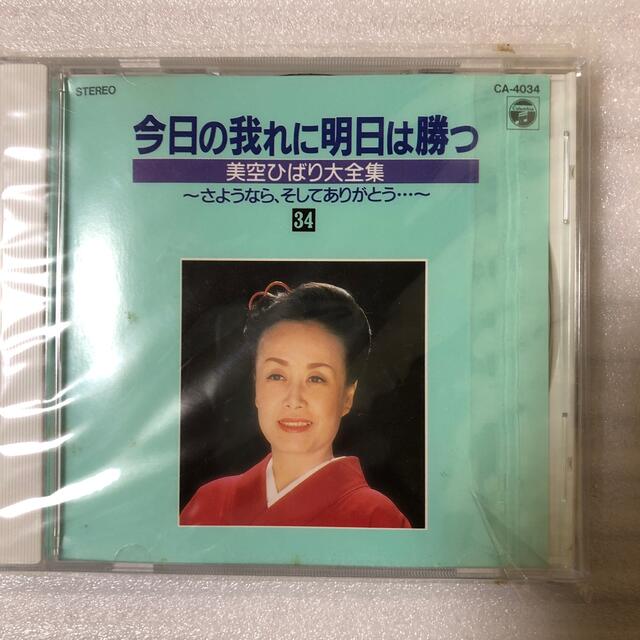 STEREO
CA-4034
Columbia
今日の我れに明日は勝つ
美空ひばり大全集
～さようなら、そしてありがとう…～
34